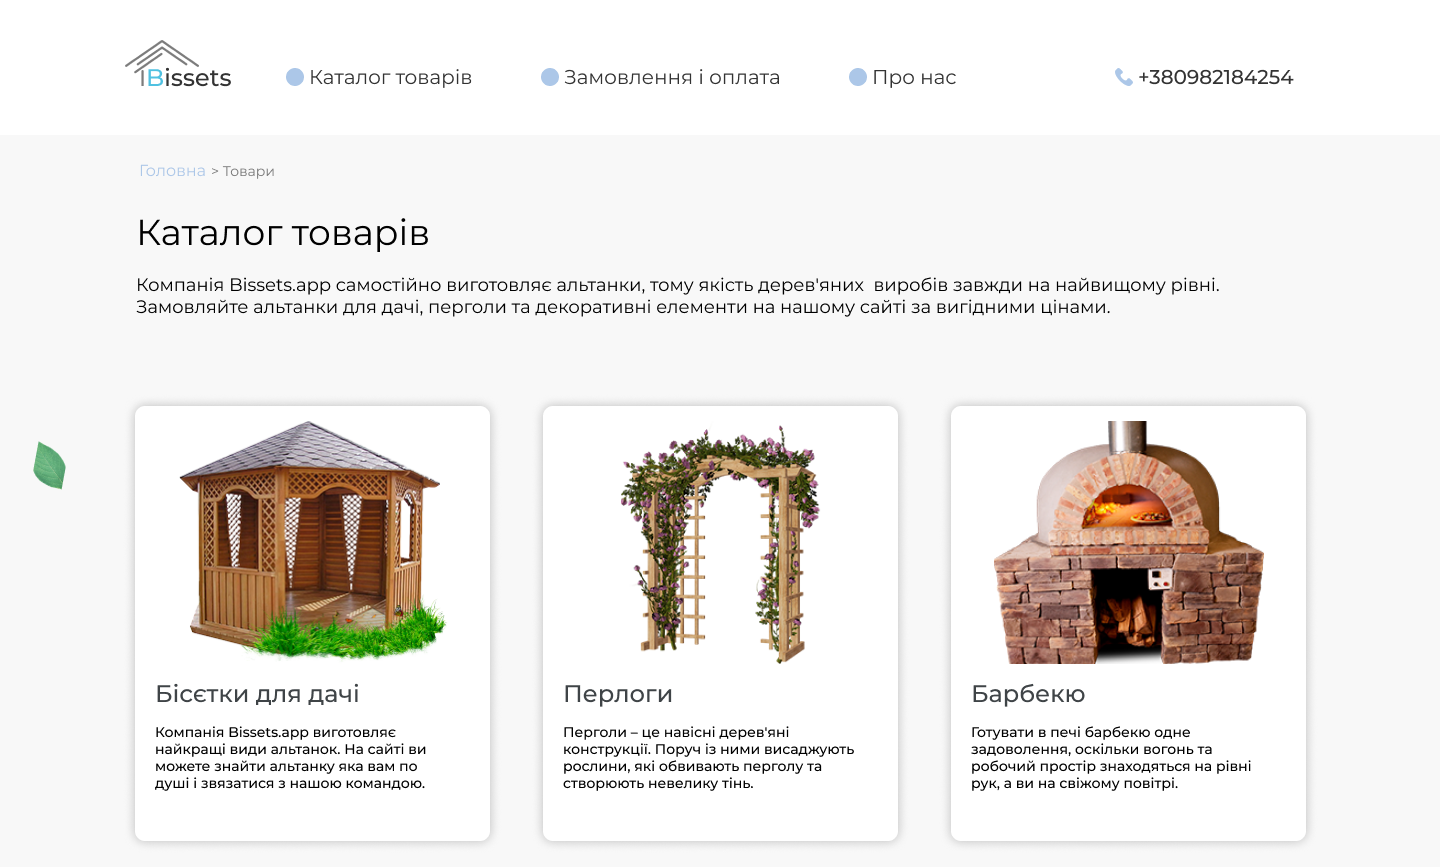 Bissets
Каталог товарів
Замовлення і оплата
Про нас
+380982184254
Головна > Товари
Каталог товарів
Компанія Bissets.app самостійно виготовляє альтанки, тому якість дерев'яних  виробів завжди на найвищому рівні.
Замовляйте альтанки для дачі, перголи та декоративні елементи на нашому сайті за вигідними цінами.
Бісєтки для дачі
Компанія Bissets.app виготовляє
найкращі види альтанок. На сайті ви
можете знайти альтанку яка вам по
душі і звязатися з нашою командою.
Перлоги
Перголи – це навісні дерев'яні
конструкції. Поруч із ними висаджують
рослини, які обвивають перголу та
створюють невелику тінь.
Барбекю
Готувати в печі барбекю одне
задоволення, оскільки вогонь та
робочий простір знаходяться на рівні
рук, а ви на свіжому повітрі.